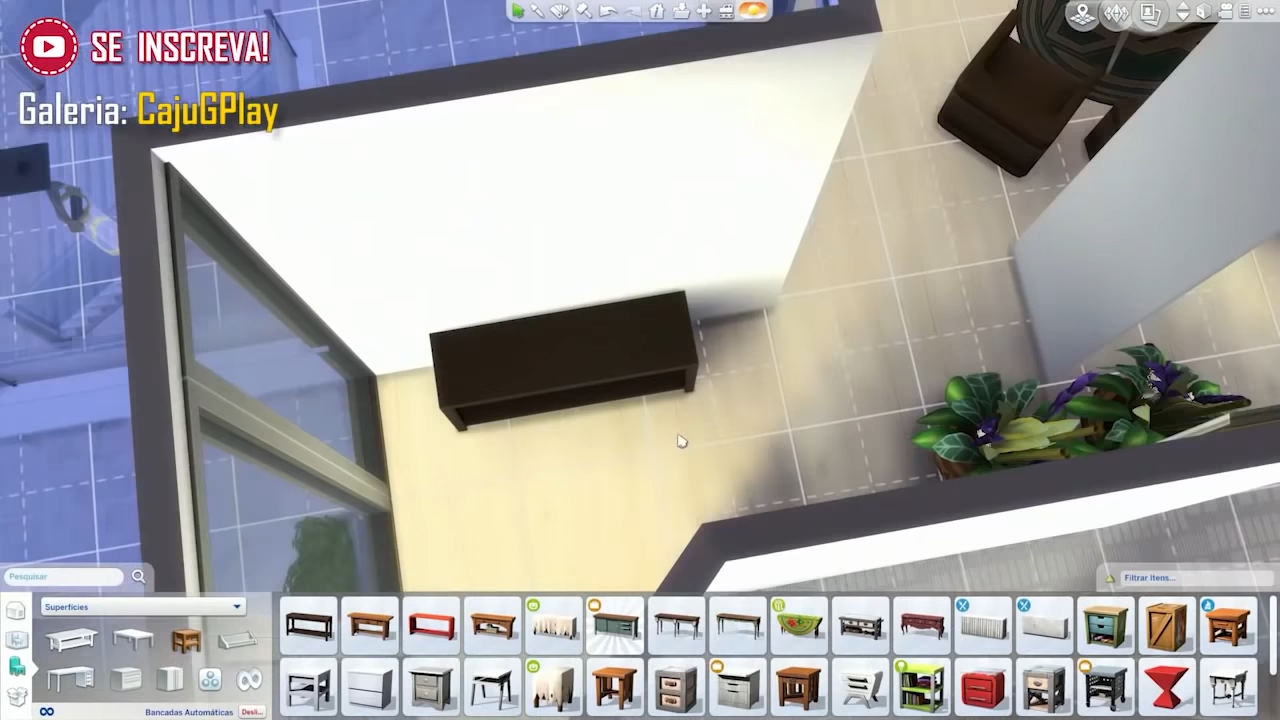 SE INSCREVA!
Galeria: CajuGPlay
Pesquisar
Filtrar Itens...
Superfícies
Bancadas Automáticas
Desli...